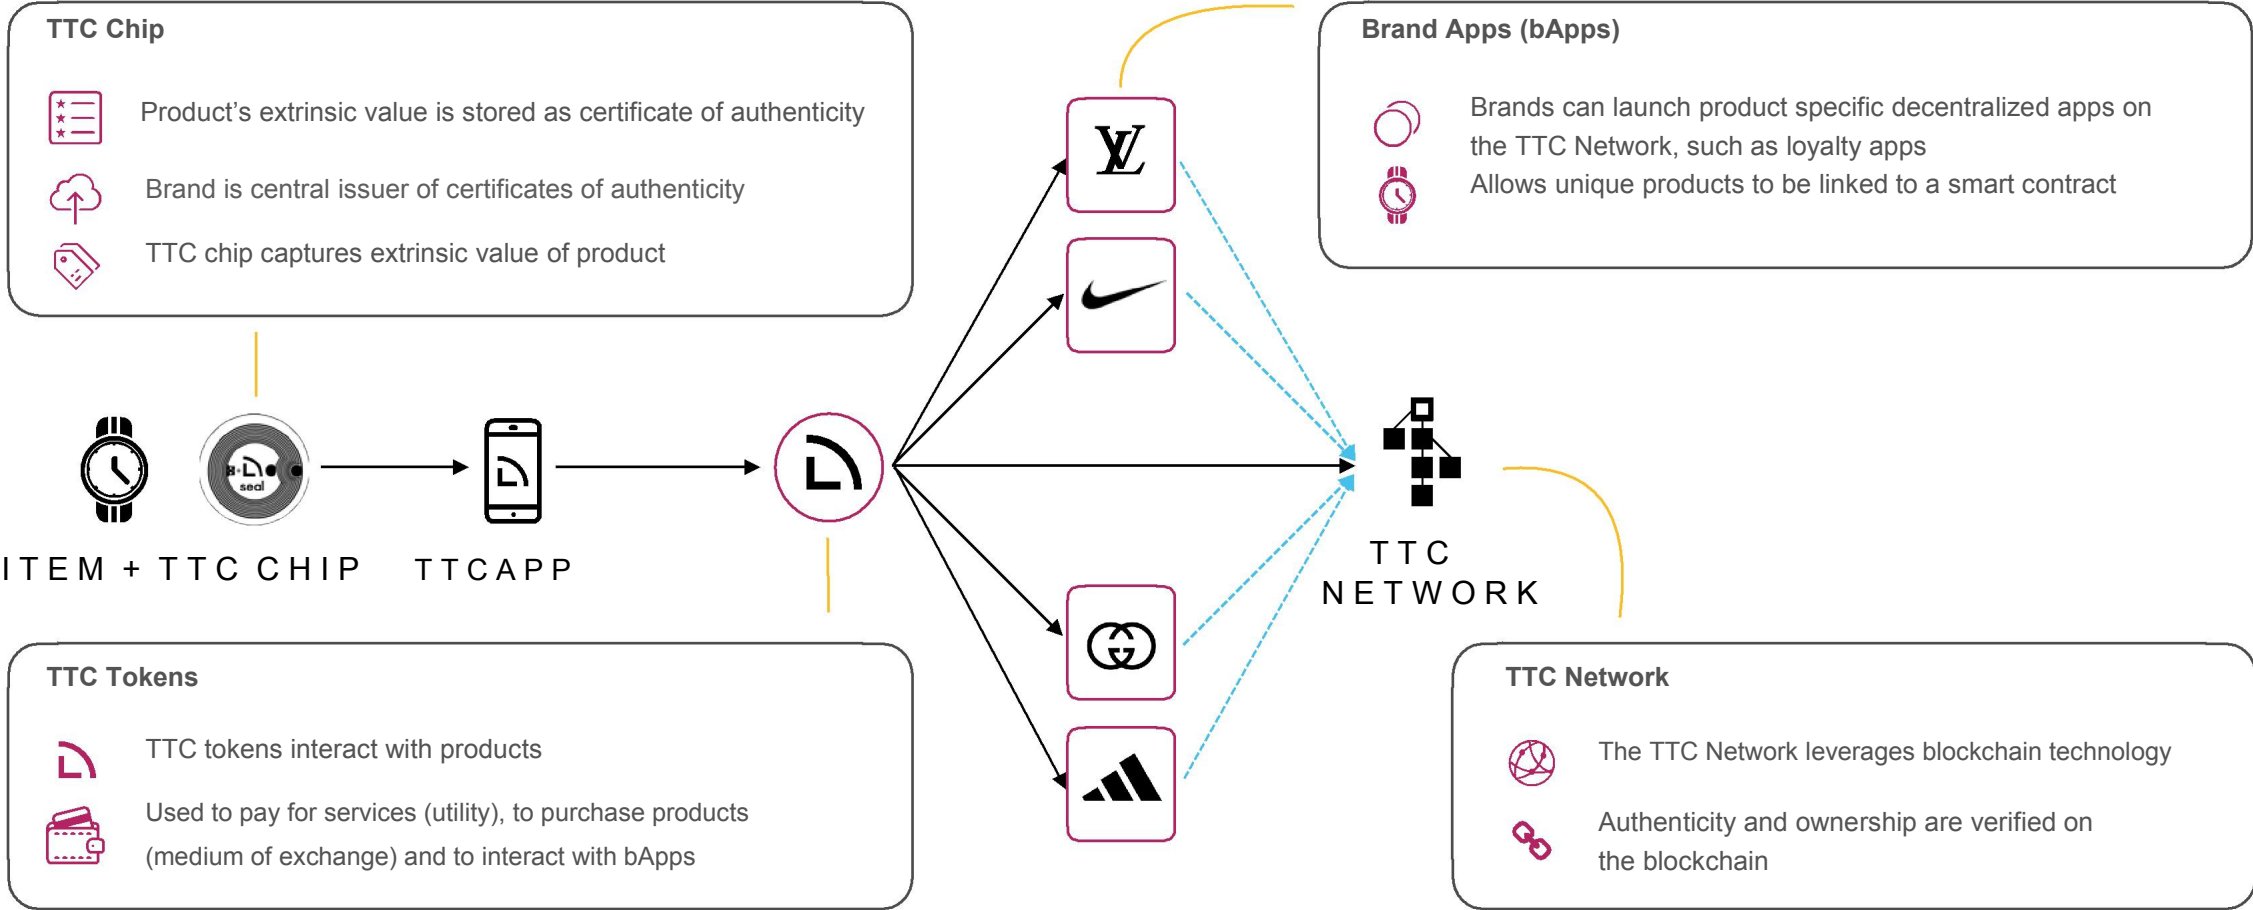 TTC Chip
Product’s extrinsic value is stored as certificate of authenticity
Brand is central issuer of certificates of authenticity
TTC chip captures extrinsic value of product
Brand Apps (bApps)
Brands can launch product specific decentralized apps on
the TTC Network, such as loyalty apps
Allows unique products to be linked to a smart contract
LV
seal
ITEM + TTC CHIP
TTCAPP
TTC
NETWORK
TTC Tokens
TTC tokens interact with products
Used to pay for services (utility), to purchase products
(medium of exchange) and to interact with bApps
TTC Network
The TTC Network leverages blockchain technology
Authenticity and ownership are verified on
the blockchain